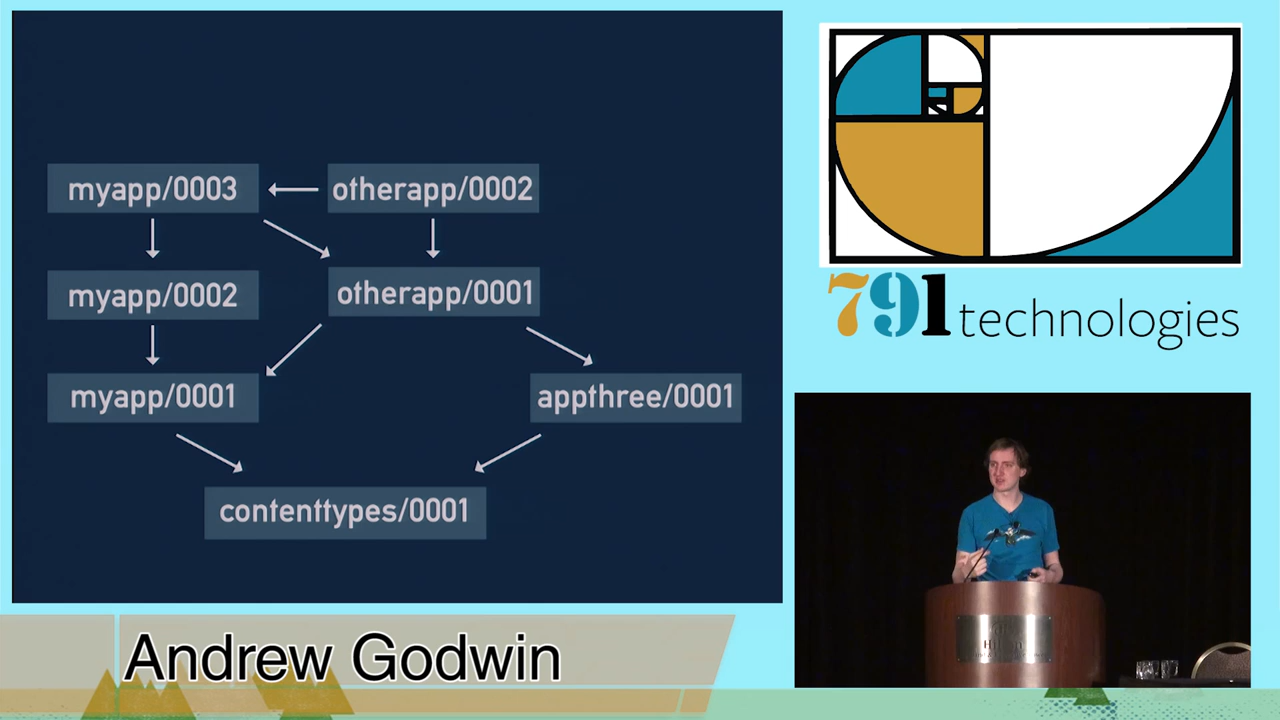 myapp/0003
otherapp/0002
myapp/0002
otherapp/0001
myapp/0001
appthree/0001
contenttypes/0001
791 technologies
Andrew Godwin